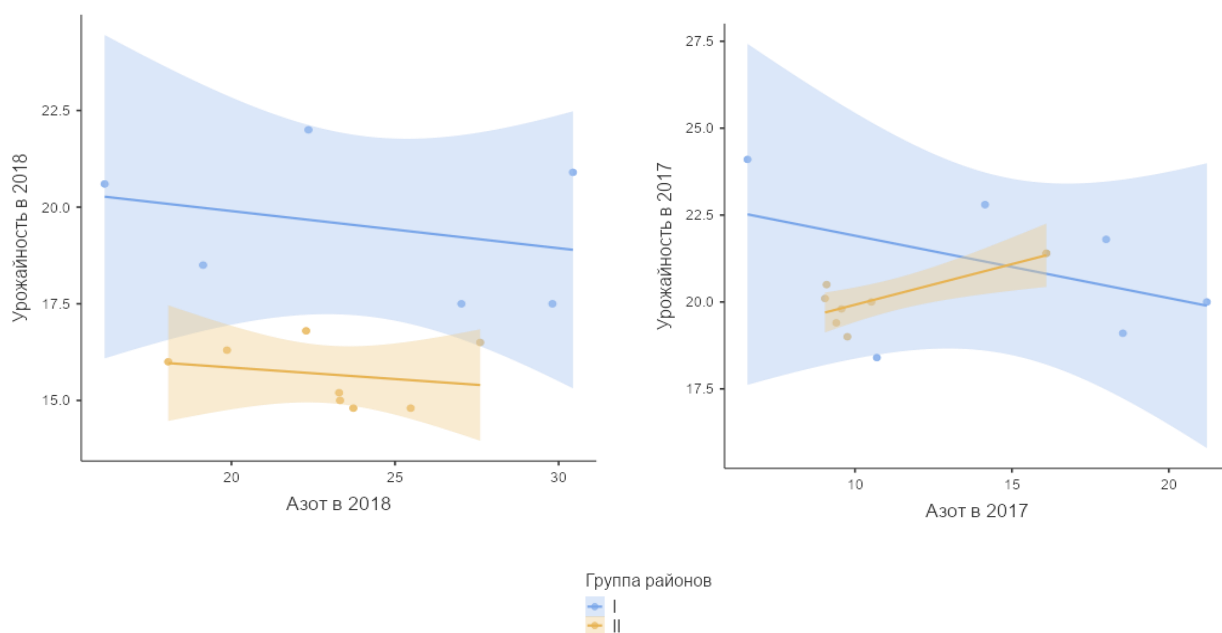 Урожайность в 2018
22.5
20.0
17.5
15.0
20
25
30
Азот в 2018
Урожайность в 2017
27.5
25.0
22.5
20.0
17.5
10
15
20
Азот в 2017
Группа районов
I
II